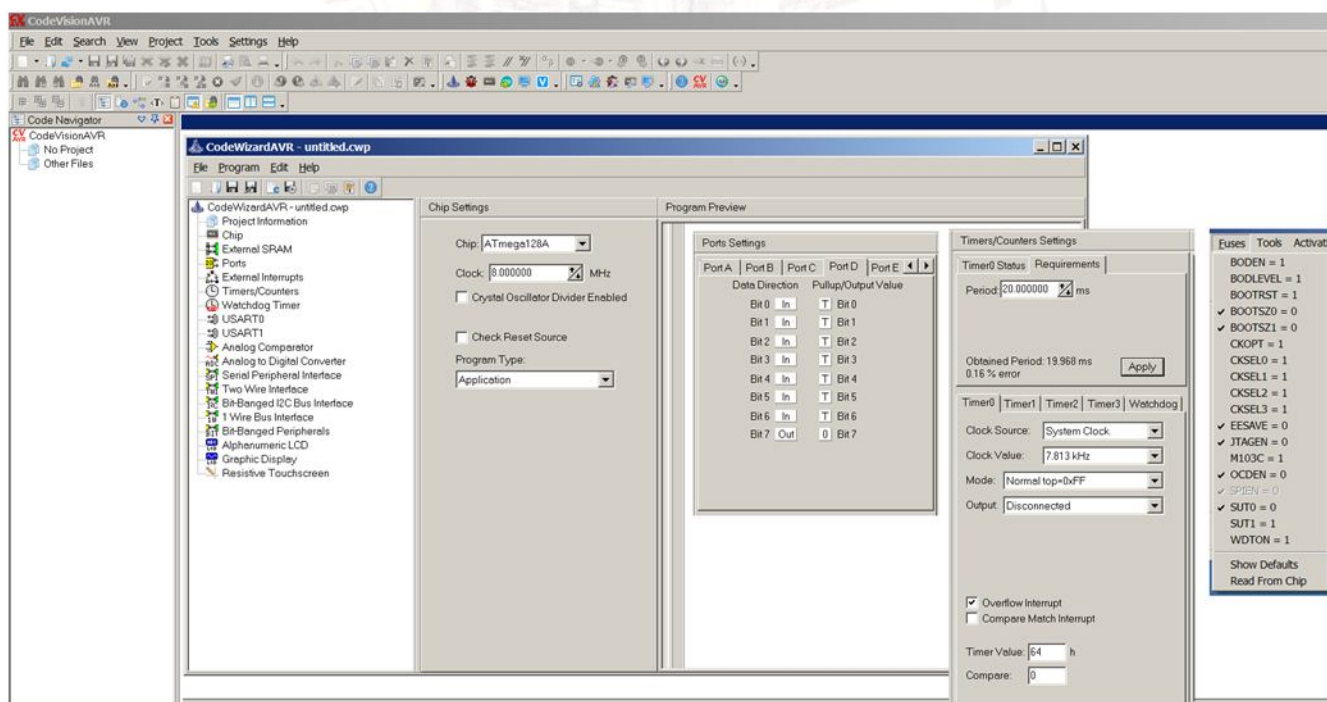 CodeVisionAVR
File Edit Search View Project Tools Settings Help
Code Navigator
CodeVisionAVR
No Project
Other Files
CodeWizardAVR - untitled.cwp
File Program Edit Help
CodeWizardAVR - untitled.cwp
Project Information
Chip
External SRAM
Ports
External Interrupts
Timers/Counters
Watchdog Timer
USART0
USART1
Analog Comparator
Analog to Digital Converter
Serial Peripheral Interface
Two Wire Interface
Bit-Banged I2C Bus Interface
1 Wire Bus Interface
Bit-Banged Peripherals
Alphanumeric LCD
Graphic Display
Resistive Touchscreen
Chip Settings
Chip: ATmega128A
Clock: 8.000000 MHz
Crystal Oscillator Divider Enabled
Check Reset Source
Program Type:
Application
Program Preview
Ports Settings
Port A Port B Port C Port D Port E
Data Direction Pullup/Output Value
Bit 0 In T Bit 0
Bit 1 In T Bit 1
Bit 2 In T Bit 2
Bit 3 In T Bit 3
Bit 4 In T Bit 4
Bit 5 In T Bit 5
Bit 6 In T Bit 6
Bit 7 Out 0 Bit 7
Timers/Counters Settings
Timer0 Status Requirements
Period: 20.000000 ms
Obtained Period: 19.968 ms
0.16 % error
Apply
Timer0 Timer1 Timer2 Timer3 Watchdog
Clock Source: System Clock
Clock Value: 7.813 kHz
Mode: Normal top=0xFF
Output: Disconnected
Overflow Interrupt
Compare Match Interrupt
Timer Value: 64 h
Compare: 0
Fuses Tools Activat
BODEN = 1
BODLEVEL = 1
BOOTRST = 1
BOOTSZ0 = 0
BOOTSZ1 = 0
CKOPT = 1
CKSEL0 = 1
CKSEL1 = 1
CKSEL2 = 1
CKSEL3 = 1
EESAVE = 0
JTAGEN = 0
M103C = 1
OCDEN = 0
SPIEN = 0
SUT0 = 0
SUT1 = 1
WDTON = 1
Show Defaults
Read From Chip